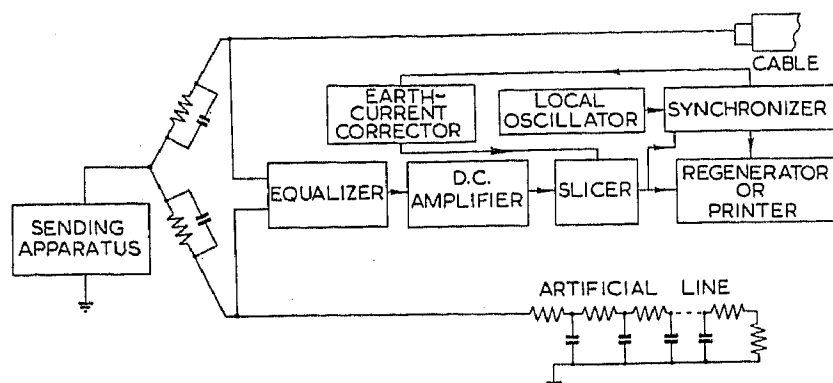 CABLE
EARTH-
CURRENT
CORRECTOR
LOCAL
OSCILLATOR
SYNCHRONIZER
EQUALIZER
D.C.
AMPLIFIER
SLICER
REGENERATOR
OR
PRINTER
SENDING
APPARATUS
ARTIFICIAL LINE